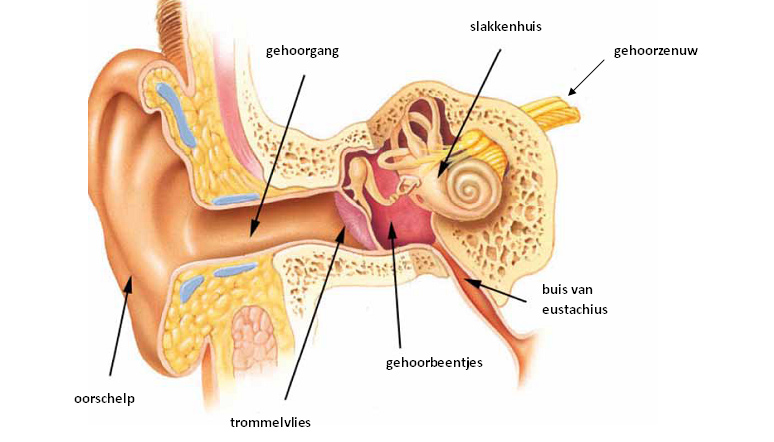 slakkenhuis
gehoorgang
gehoorzenuw
buis van
eustachius
gehoorbeentjes
oorschelp
trommelvlies